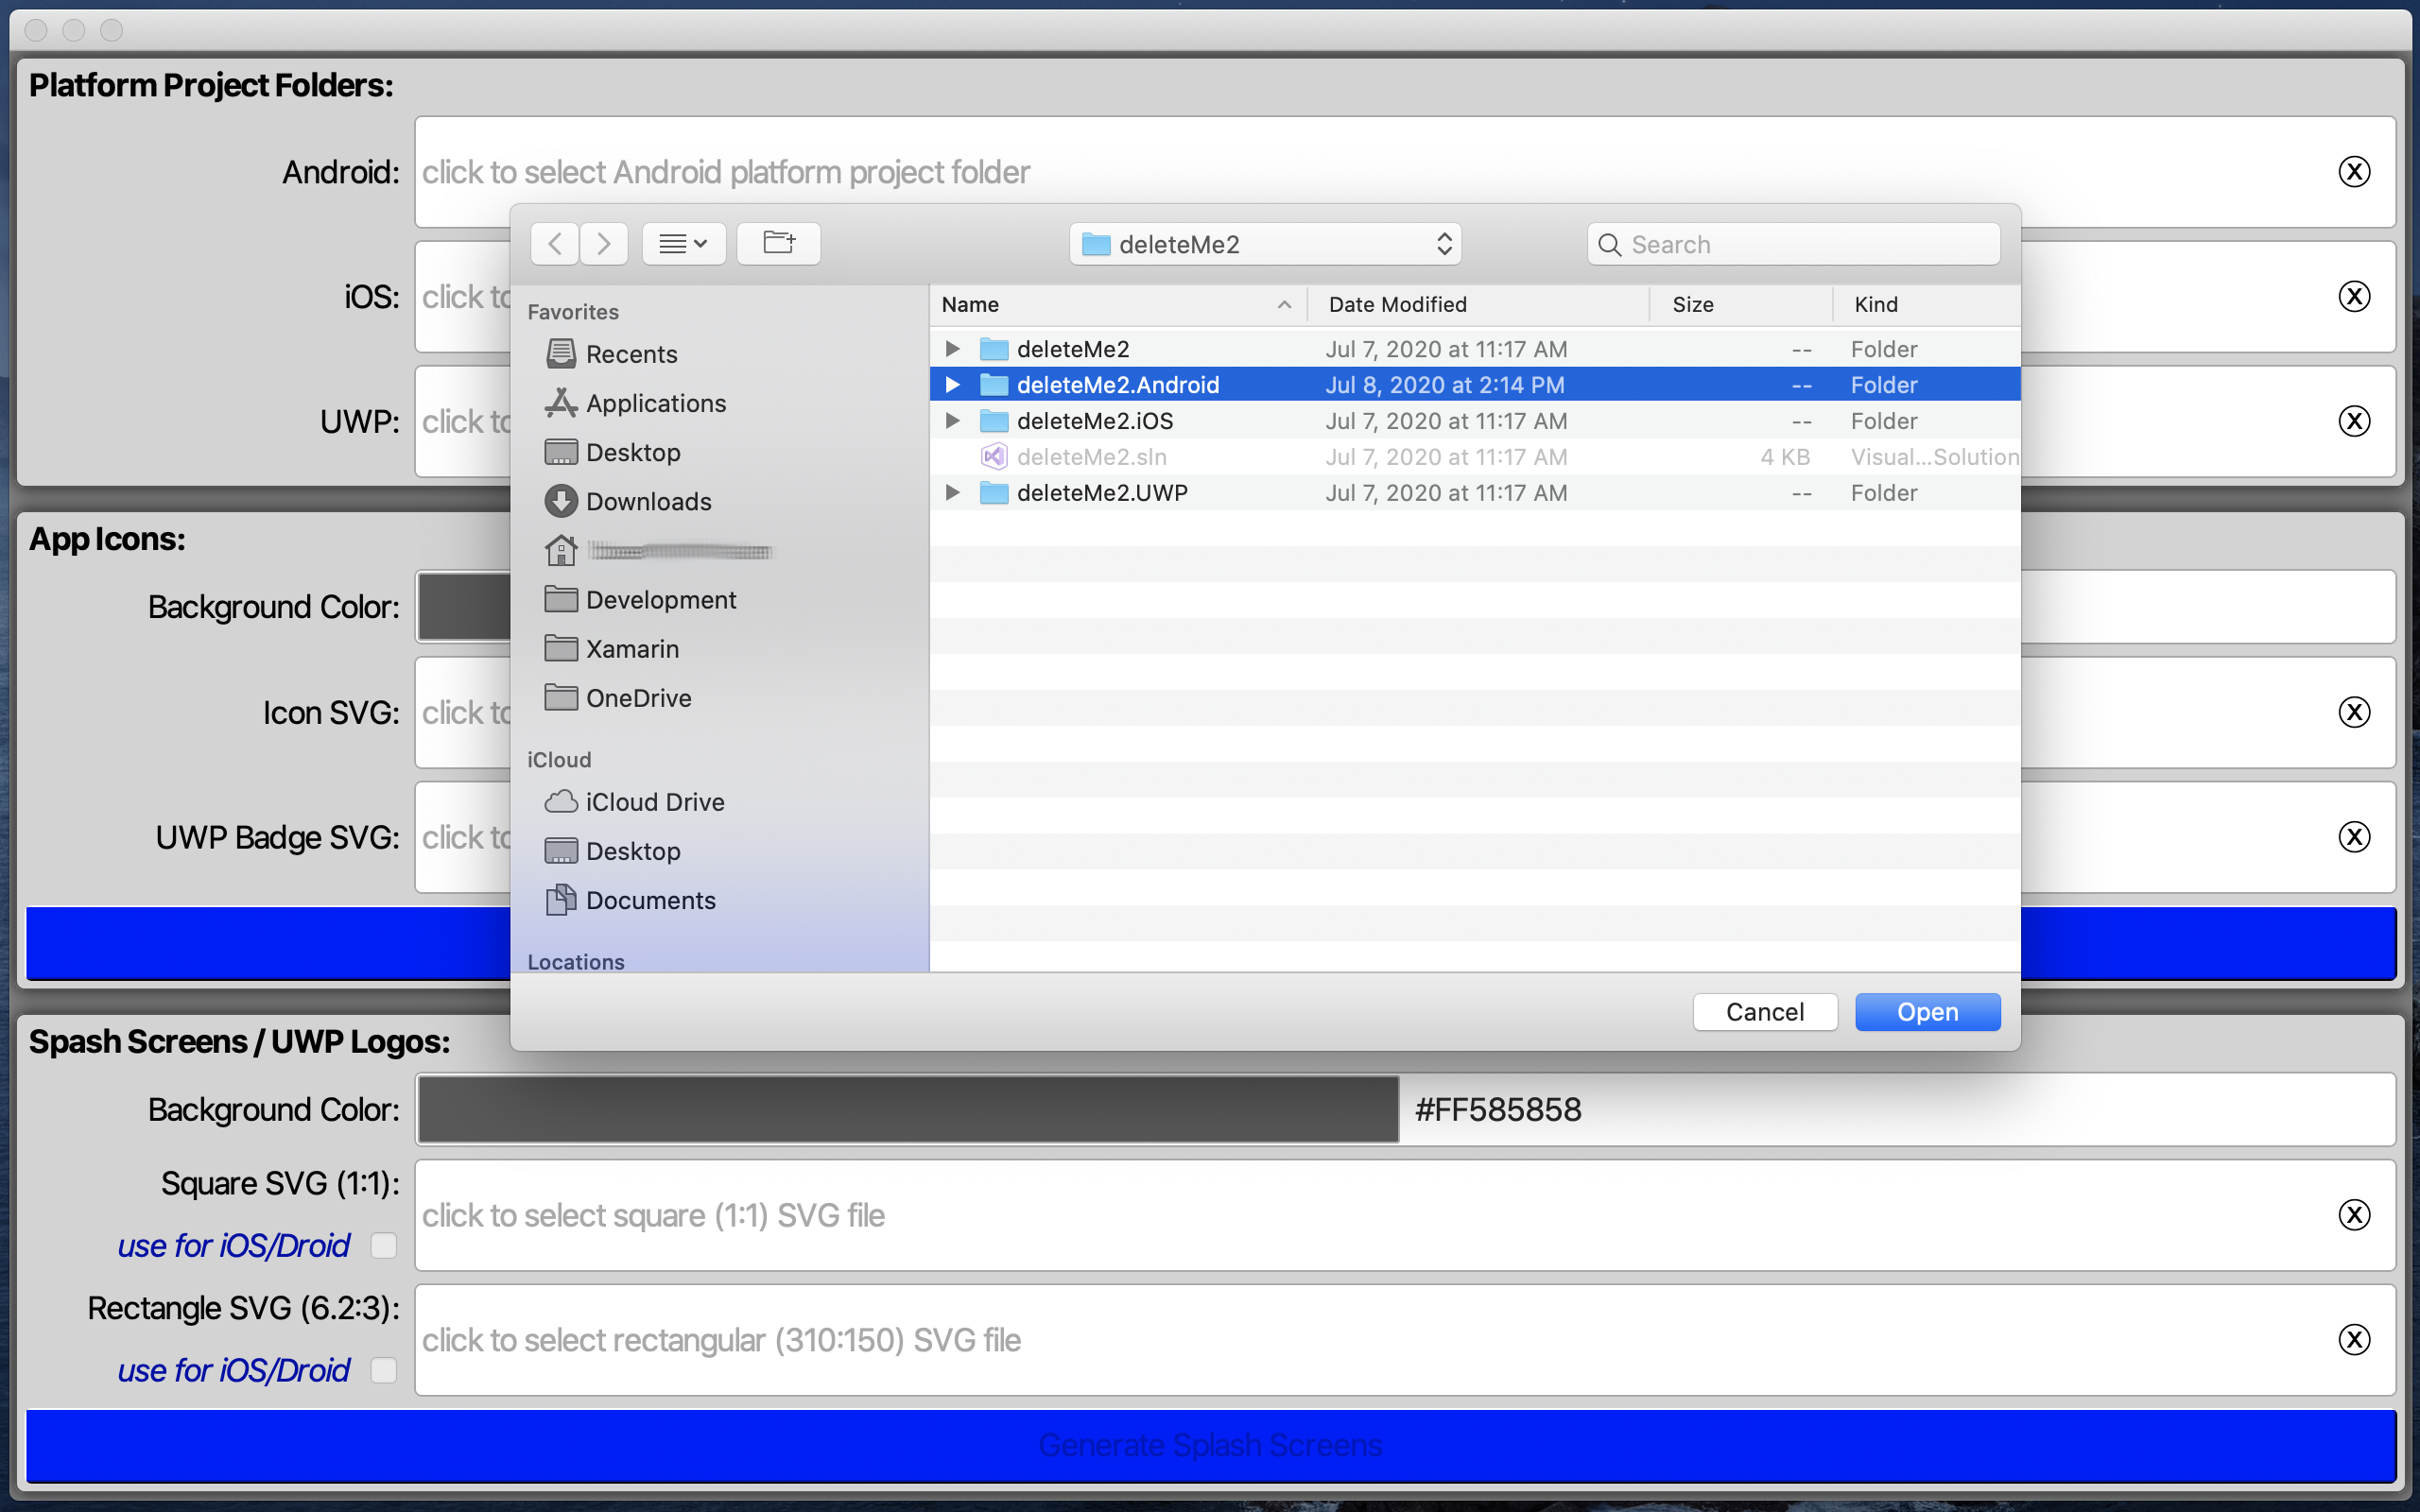 Platform Project Folders:
Android: click to select Android platform project folder X
iOS: click to X
UWP: click to X
deleteMe2
Search
Favorites
Recents
Applications
Desktop
Downloads
Development
Xamarin
OneDrive
iCloud
iCloud Drive
Desktop
Documents
Locations
Name Date Modified Size Kind
deleteMe2 Jul 7, 2020 at 11:17 AM -- Folder
deleteMe2.Android Jul 8, 2020 at 2:14 PM -- Folder
deleteMe2.iOS Jul 7, 2020 at 11:17 AM -- Folder
deleteMe2.sln Jul 7, 2020 at 11:17 AM 4 KB Visual...Solution
deleteMe2.UWP Jul 7, 2020 at 11:17 AM -- Folder
Cancel Open
App Icons:
Background Color:
Icon SVG: click to X
UWP Badge SVG: click to X
Spash Screens / UWP Logos:
Background Color: #FF585858
Square SVG (1:1): click to select square (1:1) SVG file X
use for iOS/Droid
Rectangle SVG (6.2:3): click to select rectangular (310:150) SVG file X
use for iOS/Droid
Generate Splash Screens